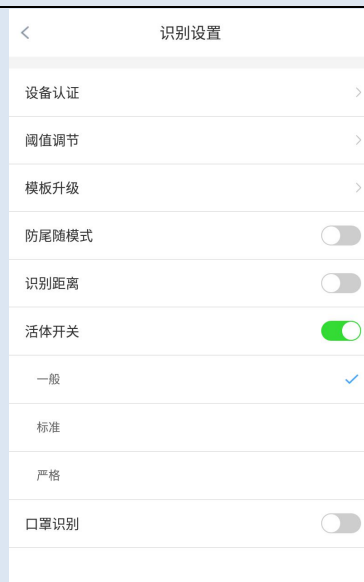 识别设置
设备认证
阈值调节
模板升级
防尾随模式
识别距离
活体开关
一般
标准
严格
口罩识别